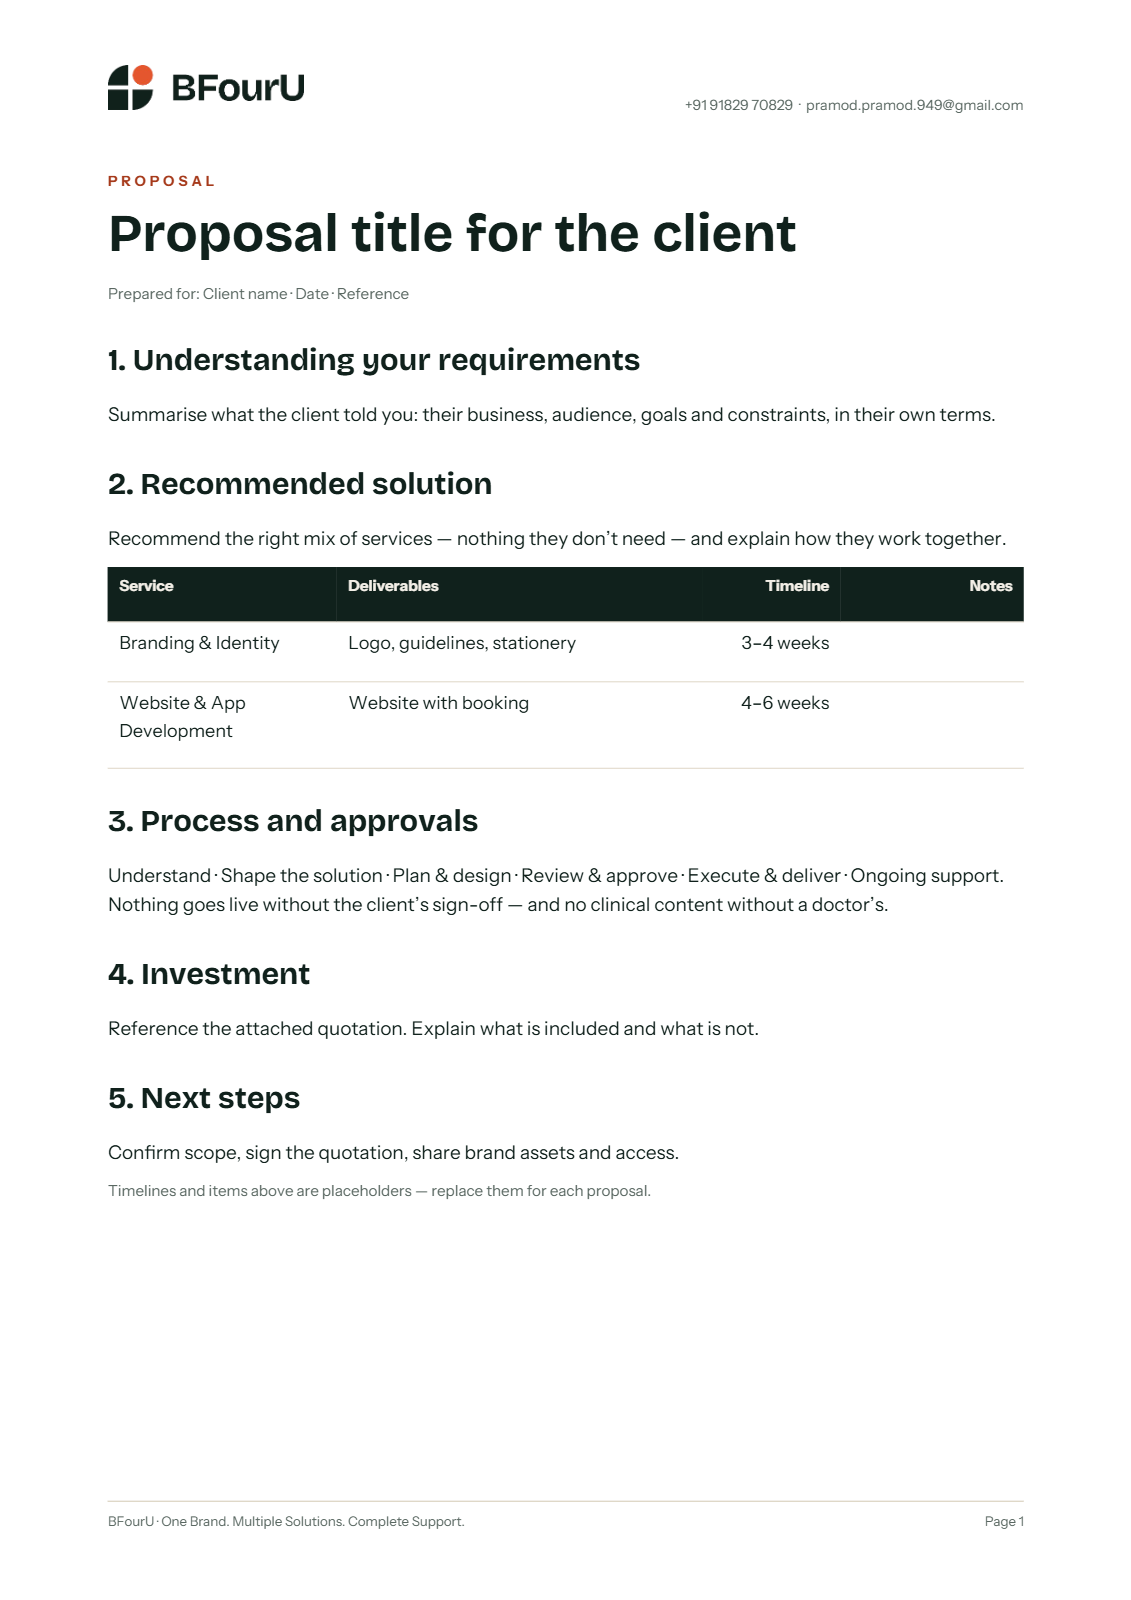 BFourU
+91 91829 70829 · pramod.pramod.949@gmail.com
PROPOSAL
Proposal title for the client
Prepared for: Client name · Date · Reference
1. Understanding your requirements
Summarise what the client told you: their business, audience, goals and constraints, in their own terms.
2. Recommended solution
Recommend the right mix of services — nothing they don’t need — and explain how they work together.
Service Deliverables Timeline Notes
Branding & Identity Logo, guidelines, stationery 3–4 weeks
Website & App Website with booking 4–6 weeks
Development
3. Process and approvals
Understand · Shape the solution · Plan & design · Review & approve · Execute & deliver · Ongoing support.
Nothing goes live without the client’s sign-off — and no clinical content without a doctor’s.
4. Investment
Reference the attached quotation. Explain what is included and what is not.
5. Next steps
Confirm scope, sign the quotation, share brand assets and access.
Timelines and items above are placeholders — replace them for each proposal.
BFourU · One Brand. Multiple Solutions. Complete Support. Page 1